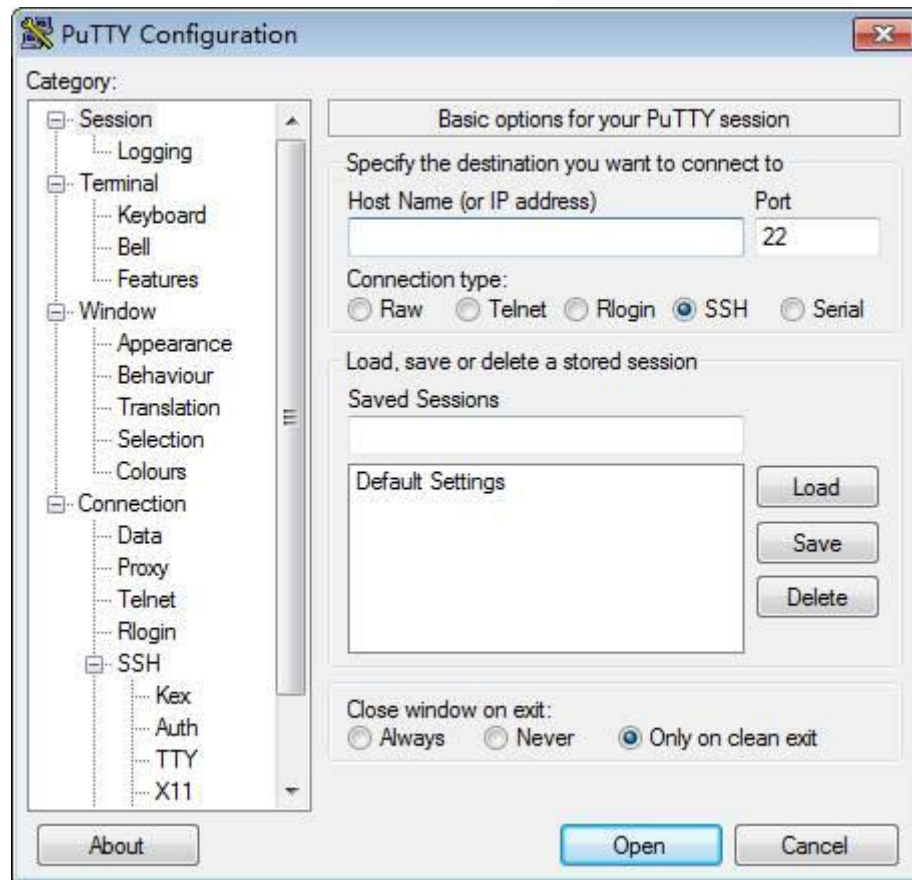 PuTTY Configuration
Category:
Session
Logging
Terminal
Keyboard
Bell
Features
Window
Appearance
Behaviour
Translation
Selection
Colours
Connection
Data
Proxy
Telnet
Rlogin
SSH
Kex
Auth
TTY
X11
Basic options for your PuTTY session
Specify the destination you want to connect to
Host Name (or IP address) Port
22
Connection type:
Raw Telnet Rlogin SSH Serial
Load, save or delete a stored session
Saved Sessions
Default Settings
Load
Save
Delete
Close window on exit:
Always Never Only on clean exit
About Open Cancel